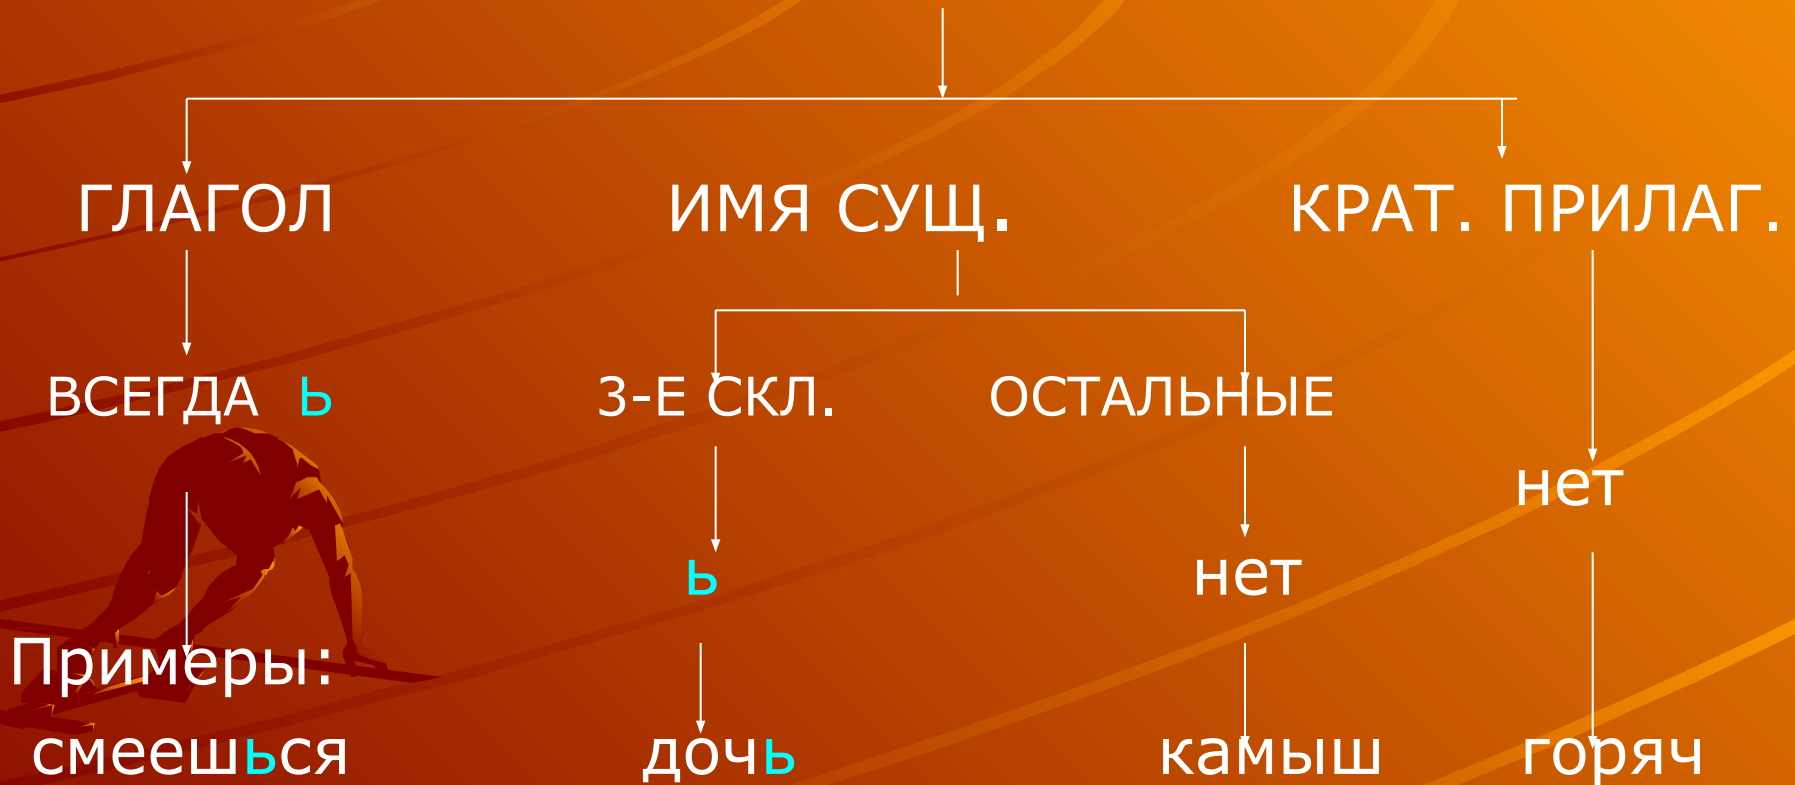 ГЛАГОЛ ИМЯ СУЩ. КРАТ. ПРИЛАГ.
ВСЕГДА Ь 3-Е СКЛ. ОСТАЛЬНЫЕ
нет
ь нет
Примеры:
смеешься дочь камыш горяч